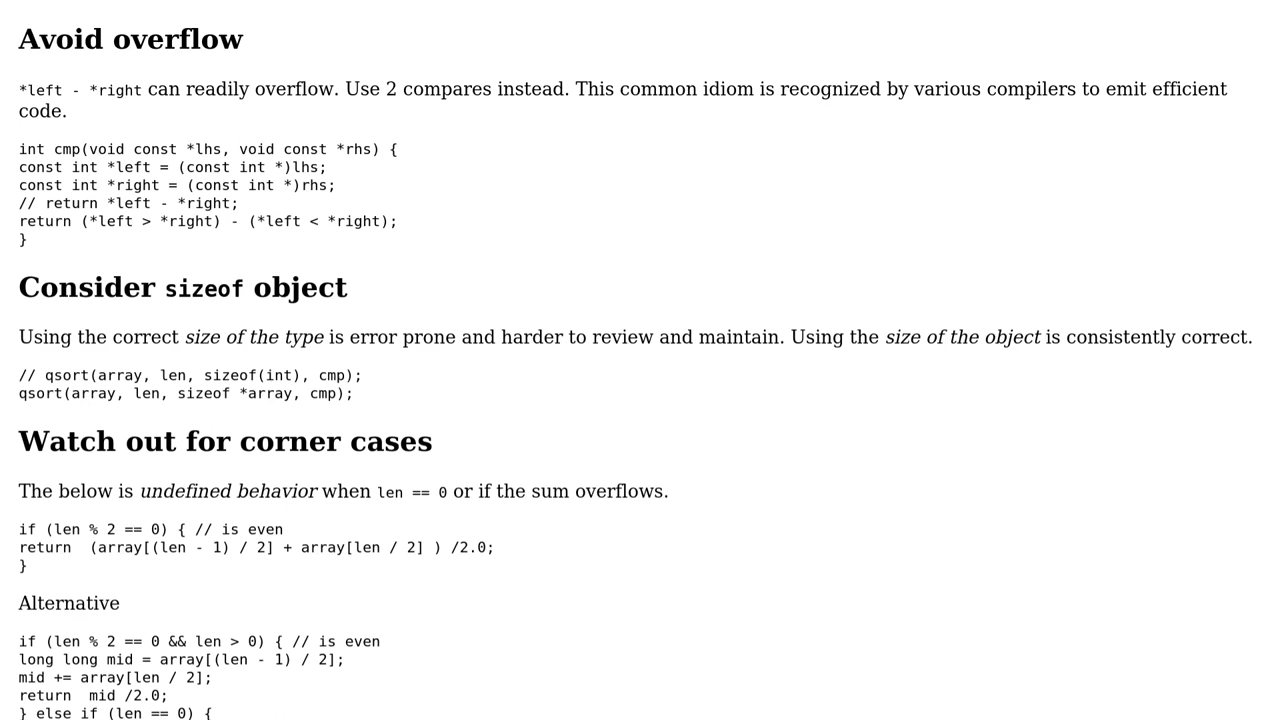 Avoid overflow
*left - *right can readily overflow. Use 2 compares instead. This common idiom is recognized by various compilers to emit efficient
code.
int cmp(void const *lhs, void const *rhs) {
const int *left = (const int *)lhs;
const int *right = (const int *)rhs;
// return *left - *right;
return (*left > *right) - (*left < *right);
}
Consider sizeof object
Using the correct size of the type is error prone and harder to review and maintain. Using the size of the object is consistently correct.
// qsort(array, len, sizeof(int), cmp);
qsort(array, len, sizeof *array, cmp);
Watch out for corner cases
The below is undefined behavior when len == 0 or if the sum overflows.
if (len % 2 == 0) { // is even
return  (array[(len - 1) / 2] + array[len / 2] ) /2.0;
}
Alternative
if (len % 2 == 0 && len > 0) { // is even
long long mid = array[(len - 1) / 2];
mid += array[len / 2];
return  mid /2.0;
} else if (len == 0) {